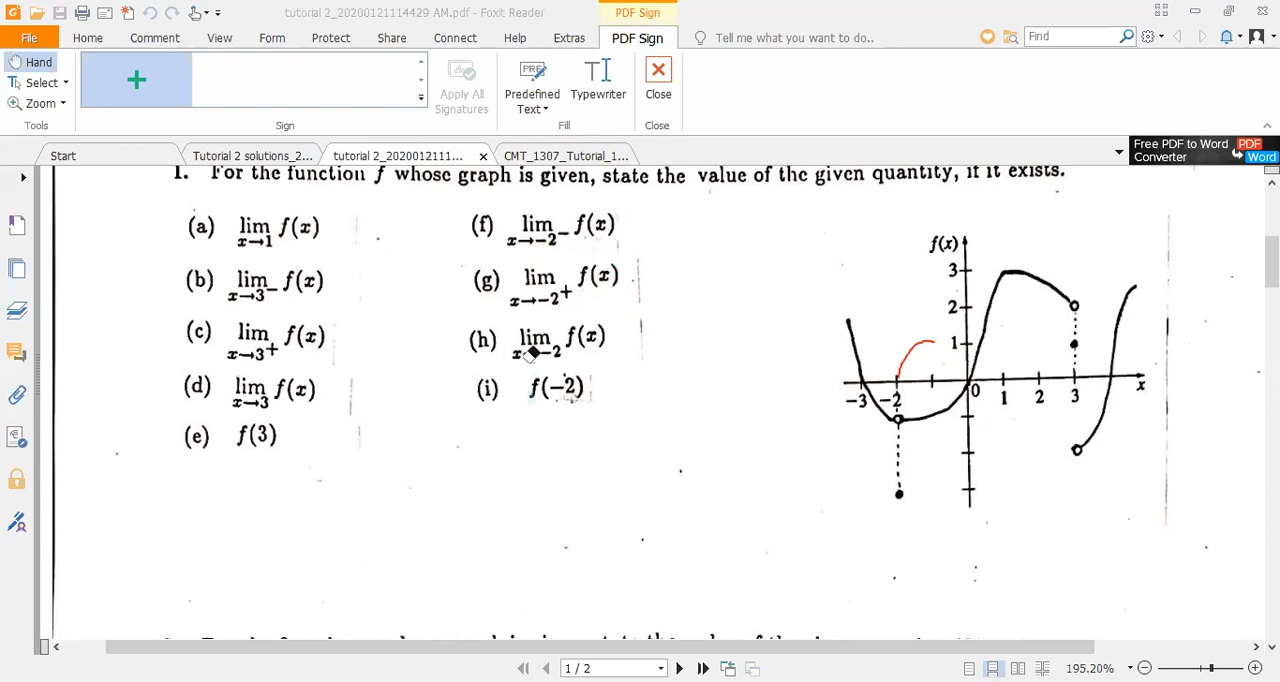 tutorial 2_20200121114429 AM.pdf - Foxit Reader
PDF Sign
File Home Comment View Form Protect Share Connect Help Extras PDF Sign Tell me what you want to do.. Find
Hand
Select
Zoom
Tools
Sign
Apply All
Signatures
PRE
Predefined
Text
Typewriter
Fill
Close
Close
Start
Tutorial 2 solutions_2...
tutorial 2_2020012111...
CMT_1307_Tutorial_1...
Free PDF to Word
Converter
PDF
Word
1. For the function f whose graph is given, state the value of the given quantity, if it exists.
(a) lim x→1 f(x)
(b) lim x→3⁻ f(x)
(c) lim x→3⁺ f(x)
(d) lim x→3 f(x)
(e) f(3)
(f) lim x→-2⁻ f(x)
(g) lim x→-2⁺ f(x)
(h) lim x→-2 f(x)
(i) f(-2)
f(x)
3
2
1
-3 -2 0 1 2 3 x
1 / 2
195.20%